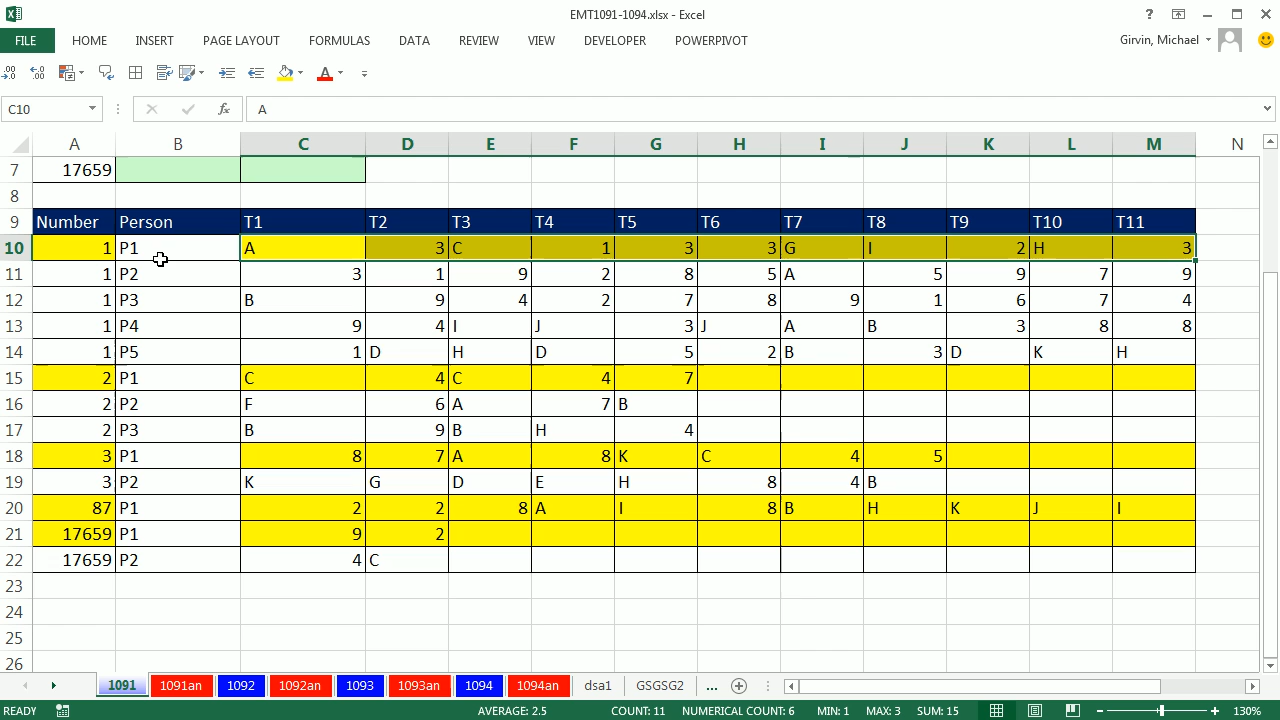 EMT1091-1094.xlsx - Excel
FILE HOME INSERT PAGE LAYOUT FORMULAS DATA REVIEW VIEW DEVELOPER POWERPIVOT Girvin, Michael
C10 fx A
A B C D E F G H I J K L M N
7 17659
8
9 Number Person T1 T2 T3 T4 T5 T6 T7 T8 T9 T10 T11
10 1 P1 A 3 C 1 3 3 G I 2 H 3
11 1 P2 3 1 9 2 8 5 A 5 9 7 9
12 1 P3 B 9 4 2 7 8 9 1 6 7 4
13 1 P4 9 4 I J 3 J A B 3 8 8
14 1 P5 1 D H D 5 2 B 3 D K H
15 2 P1 C 4 C 4 7
16 2 P2 F 6 A 7 B
17 2 P3 B 9 B H 4
18 3 P1 8 7 A 8 K C 4 5
19 3 P2 K G D E H 8 4 B
20 87 P1 2 2 8 A I 8 B H K J I
21 17659 P1 9 2
22 17659 P2 4 C
23
24
25
26
1091 1091an 1092 1092an 1093 1093an 1094 1094an dsa1 GSGSG2 ...
READY AVERAGE: 2.5 COUNT: 11 NUMERICAL COUNT: 6 MIN: 1 MAX: 3 SUM: 15 130%